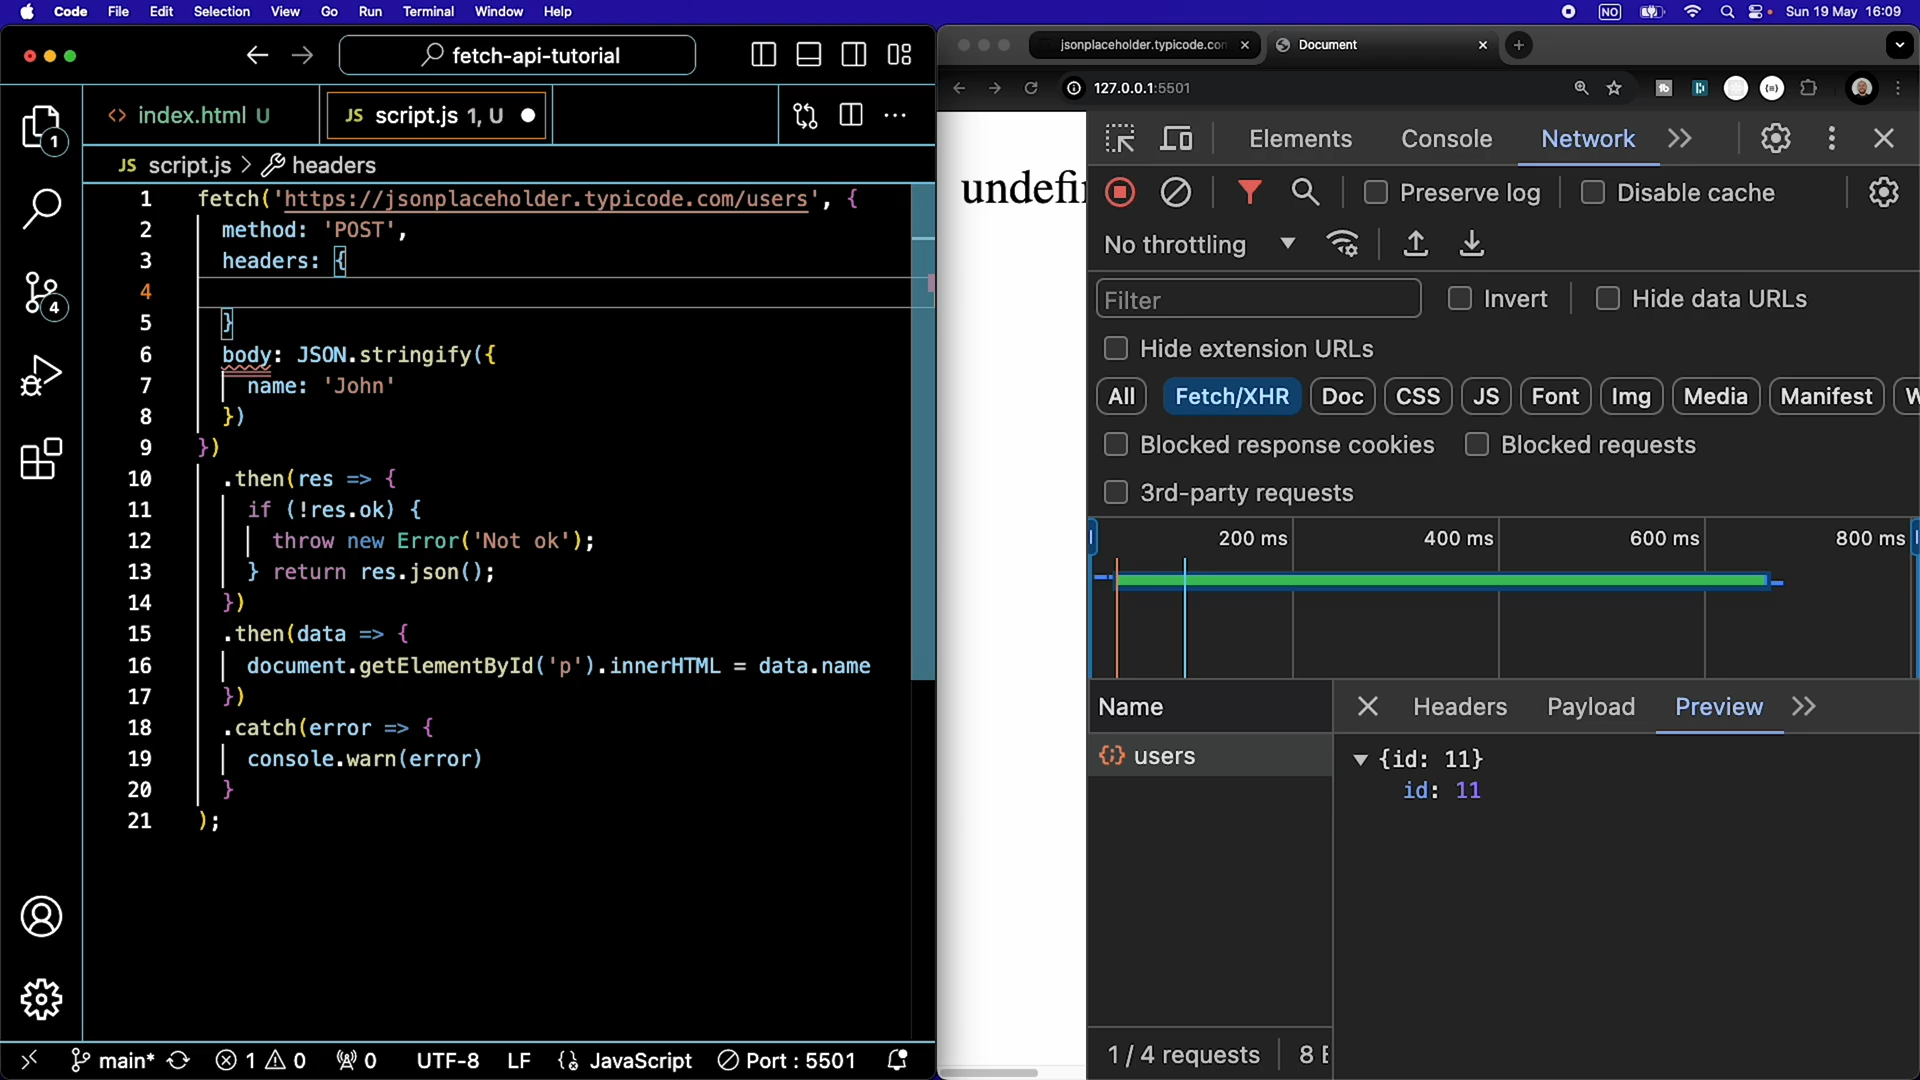 Code File Edit Selection View Go Run Terminal Window Help
NO Sun 19 May 16:09
fetch-api-tutorial
index.html U
JS script.js 1, U
JS script.js > headers
1 fetch('https://jsonplaceholder.typicode.com/users', {
2 method: 'POST',
3 headers: {
4
5 }
6 body: JSON.stringify({
7 name: 'John'
8 })
9 })
10 .then(res => {
11 if (!res.ok) {
12 throw new Error('Not ok');
13 } return res.json();
14 })
15 .then(data => {
16 document.getElementById('p').innerHTML = data.name
17 })
18 .catch(error => {
19 console.warn(error)
20 }
21 );
1
4
main* 1 0 0 UTF-8 LF JavaScript Port : 5501
jsonplaceholder.typicode.com
Document
127.0.0.1:5501
undefin
Elements Console Network
Preserve log Disable cache
No throttling
Filter Invert Hide data URLs
Hide extension URLs
All Fetch/XHR Doc CSS JS Font Img Media Manifest W
Blocked response cookies Blocked requests
3rd-party requests
200 ms 400 ms 600 ms 800 ms
Name Headers Payload Preview
users
{id: 11}
id: 11
1 / 4 requests 8